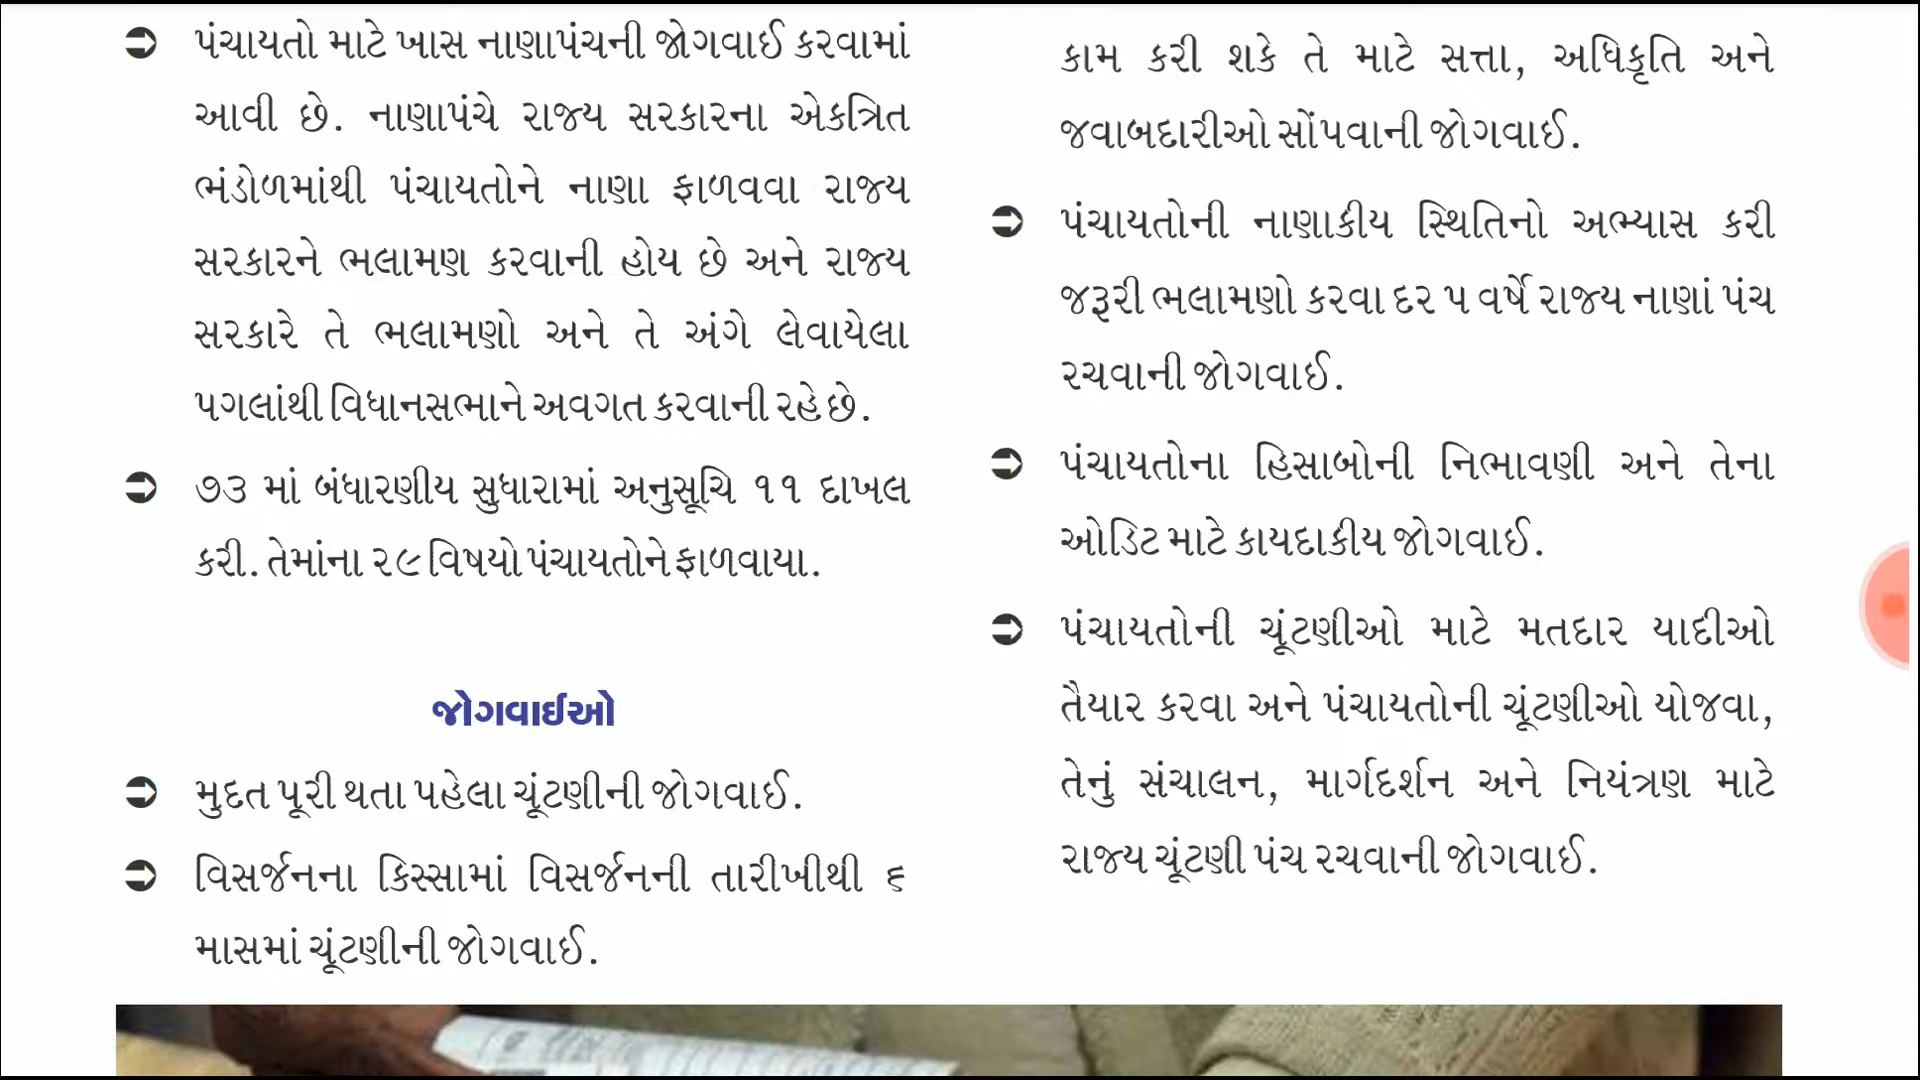 પંચાયતો માટે ખાસ નાણાપંચની જોગવાઈ કરવામાં
આવી છે. નાણાપંચે રાજ્ય સરકારના એકત્રિત
ભંડોળમાંથી પંચાયતોને નાણા ફાળવવા રાજ્ય
સરકારને ભલામણ કરવાની હોય છે અને રાજ્ય
સરકારે તે ભલામણો અને તે અંગે લેવાયેલા
પગલાંથી વિધાનસભાને અવગત કરવાની રહે છે.
૭૩ માં બંધારણીય સુધારામાં અનુસૂચિ ૧૧ દાખલ
કરી. તેમાંના ૨૯ વિષયો પંચાયતોને ફાળવાયા.
જોગવાઈઓ
મુદત પૂરી થતા પહેલા ચૂંટણીની જોગવાઈ.
વિસર્જનના કિસ્સામાં વિસર્જનની તારીખીથી ૬
માસમાં ચૂંટણીની જોગવાઈ.
કામ કરી શકે તે માટે સત્તા, અધિકૃતિ અને
જવાબદારીઓ સોંપવાની જોગવાઈ.
પંચાયતોની નાણાકીય સ્થિતિનો અભ્યાસ કરી
જરૂરી ભલામણો કરવા દર ૫ વર્ષે રાજ્ય નાણાં પંચ
રચવાની જોગવાઈ.
પંચાયતોના હિસાબોની નિભાવણી અને તેના
ઓડિટ માટે કાયદાકીય જોગવાઈ.
પંચાયતોની ચૂંટણીઓ માટે મતદાર યાદીઓ
તૈયાર કરવા અને પંચાયતોની ચૂંટણીઓ યોજવા,
તેનું સંચાલન, માર્ગદર્શન અને નિયંત્રણ માટે
રાજ્ય ચૂંટણી પંચ રચવાની જોગવાઈ.